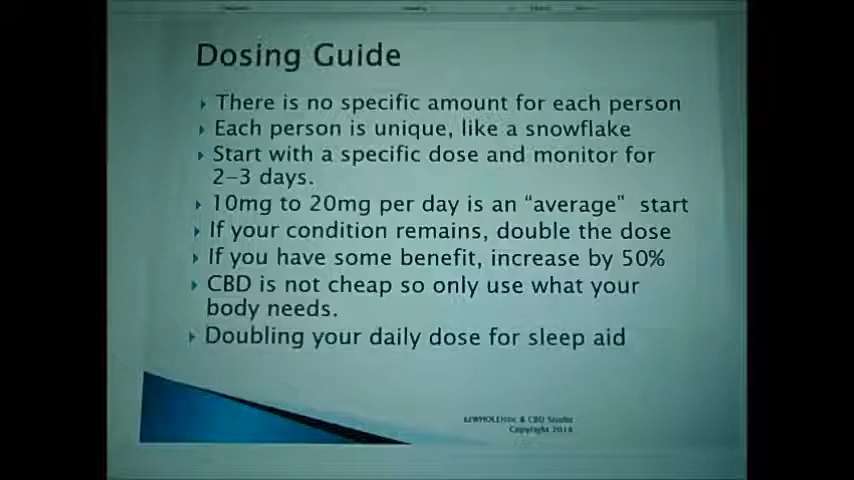 Dosing Guide
There is no specific amount for each person
Each person is unique, like a snowflake
Start with a specific dose and monitor for
2-3 days.
10mg to 20mg per day is an "average" start
If your condition remains, double the dose
If you have some benefit, increase by 50%
CBD is not cheap so only use what your
body needs.
Doubling your daily dose for sleep aid
& CBD Studio
Copyright 2014